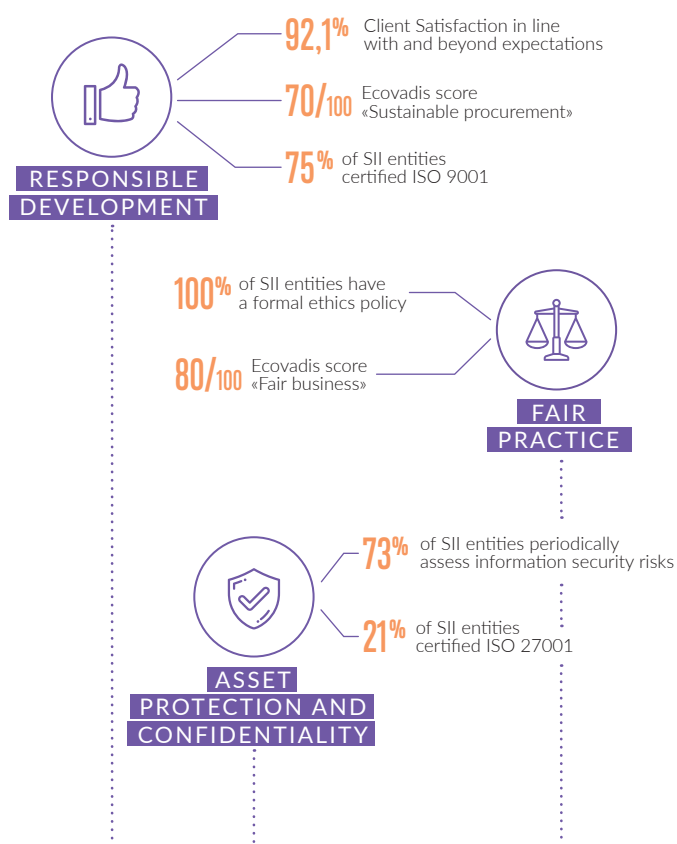 92,1% Client Satisfaction in line
with and beyond expectations
70/100 Ecovadis score
«Sustainable procurement»
75% of SII entities
certified ISO 9001
RESPONSIBLE
DEVELOPMENT
100% of SII entities have
a formal ethics policy
80/100 Ecovadis score
«Fair business»
FAIR
PRACTICE
73% of SII entities periodically
assess information security risks
21% of SII entities
certified ISO 27001
ASSET
PROTECTION AND
CONFIDENTIALITY